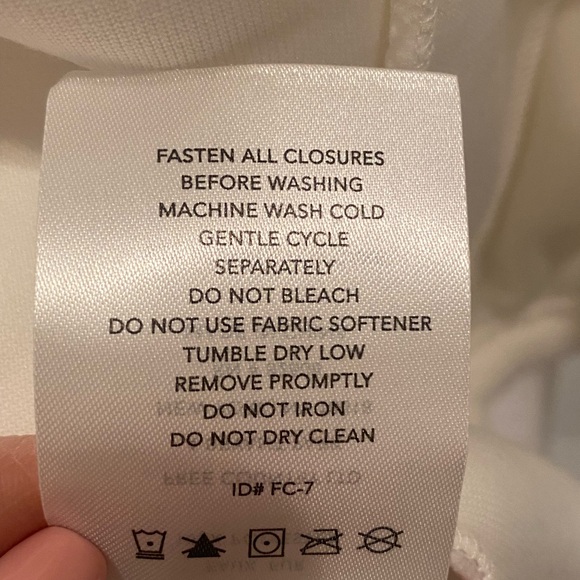 FASTEN ALL CLOSURES
BEFORE WASHING
MACHINE WASH COLD
GENTLE CYCLE
SEPARATELY
DO NOT BLEACH
DO NOT USE FABRIC SOFTENER
TUMBLE DRY LOW
REMOVE PROMPTLY
DO NOT IRON
DO NOT DRY CLEAN
ID# FC-7